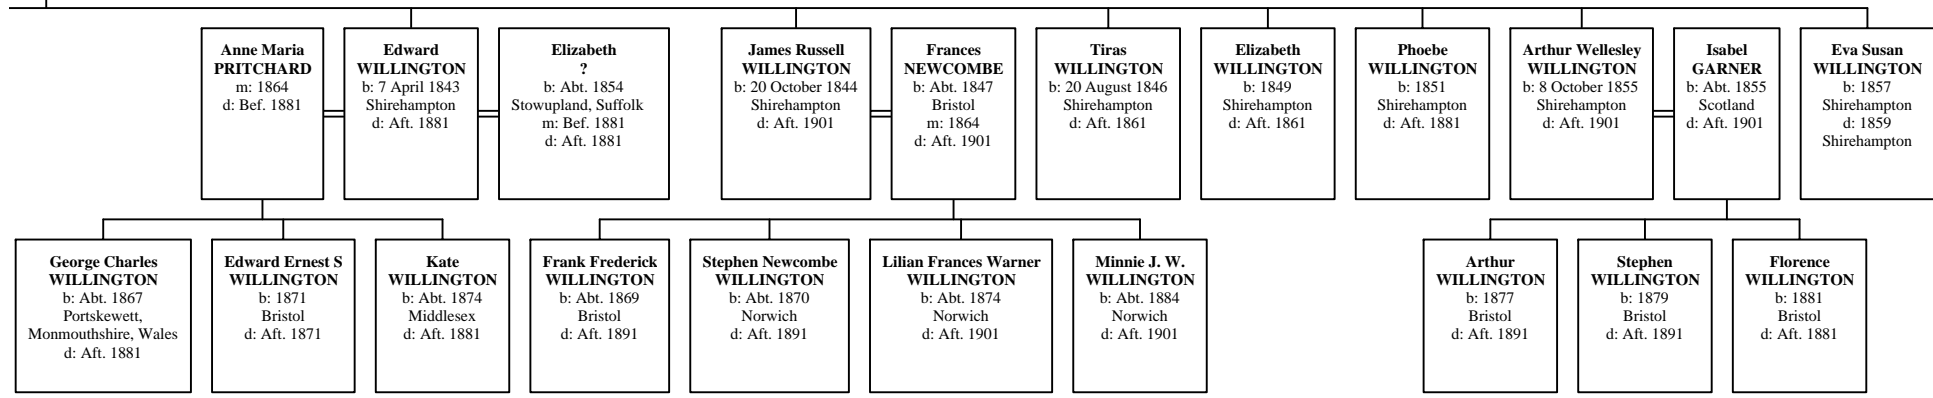 Anne Maria
PRITCHARD
m: 1864
d: Bef. 1881
Edward
WILLINGTON
b: 7 April 1843
Shirehampton
d: Aft. 1881
Elizabeth
?
b: Abt. 1854
Stowupland, Suffolk
m: Bef. 1881
d: Aft. 1881
James Russell
WILLINGTON
b: 20 October 1844
Shirehampton
d: Aft. 1901
Frances
NEWCOMBE
b: Abt. 1847
Bristol
m: 1864
d: Aft. 1901
Tiras
WILLINGTON
b: 20 August 1846
Shirehampton
d: Aft. 1861
Elizabeth
WILLINGTON
b: 1849
Shirehampton
d: Aft. 1861
Phoebe
WILLINGTON
b: 1851
Shirehampton
d: Aft. 1881
Arthur Wellesley
WILLINGTON
b: 8 October 1855
Shirehampton
d: Aft. 1901
Isabel
GARNER
b: Abt. 1855
Scotland
d: Aft. 1901
Eva Susan
WILLINGTON
b: 1857
Shirehampton
d: 1859
Shirehampton
George Charles
WILLINGTON
b: Abt. 1867
Portskewett,
Monmouthshire, Wales
d: Aft. 1881
Edward Ernest S
WILLINGTON
b: 1871
Bristol
d: Aft. 1871
Kate
WILLINGTON
b: Abt. 1874
Middlesex
d: Aft. 1881
Frank Frederick
WILLINGTON
b: Abt. 1869
Bristol
d: Aft. 1891
Stephen Newcombe
WILLINGTON
b: Abt. 1870
Norwich
d: Aft. 1891
Lilian Frances Warner
WILLINGTON
b: Abt. 1874
Norwich
d: Aft. 1901
Minnie J. W.
WILLINGTON
b: Abt. 1884
Norwich
d: Aft. 1901
Arthur
WILLINGTON
b: 1877
Bristol
d: Aft. 1891
Stephen
WILLINGTON
b: 1879
Bristol
d: Aft. 1891
Florence
WILLINGTON
b: 1881
Bristol
d: Aft. 1881